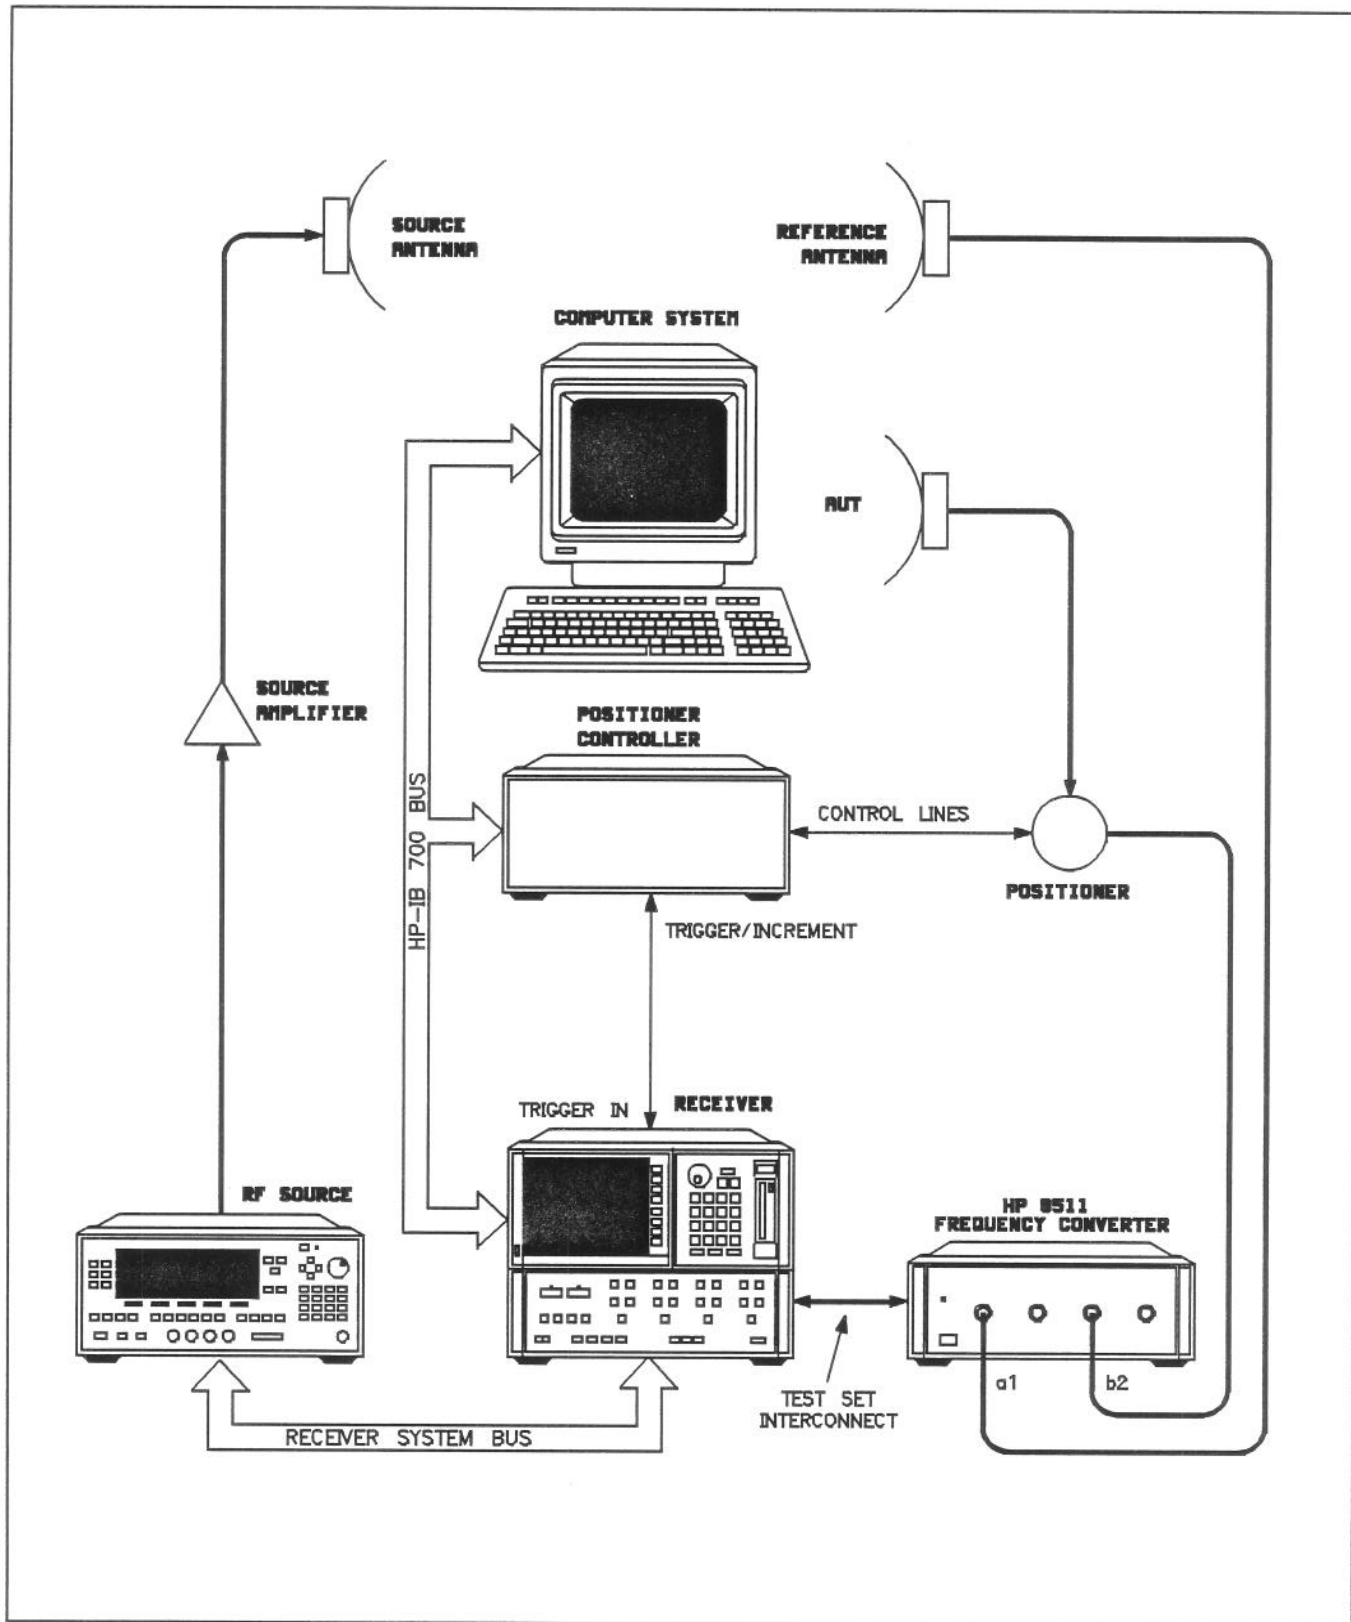 SOURCE
ANTENNA
REFERENCE
ANTENNA
COMPUTER SYSTEM
AUT
SOURCE
AMPLIFIER
POSITIONER
CONTROLLER
HP-IB 700 BUS
CONTROL LINES
POSITIONER
TRIGGER/INCREMENT
TRIGGER IN
RECEIVER
RF SOURCE
HP 8511
FREQUENCY CONVERTER
a1
b2
TEST SET
INTERCONNECT
RECEIVER SYSTEM BUS